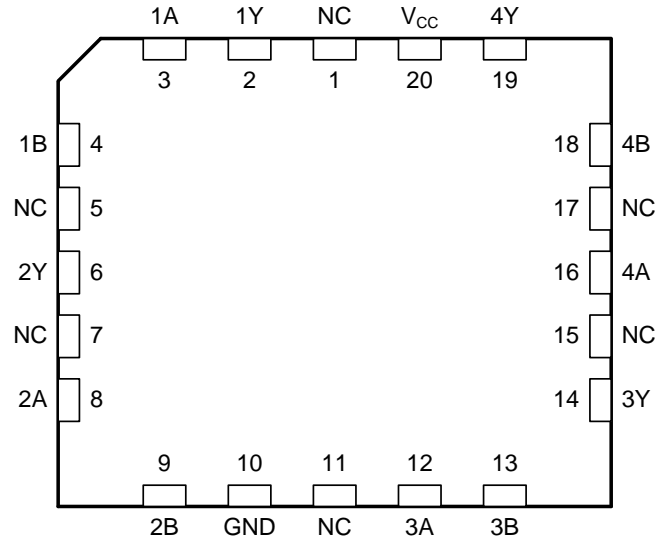 1A 1Y NC VCC 4Y
3 2 1 20 19
1B 4 18 4B
NC 5 17 NC
2Y 6 16 4A
NC 7 15 NC
2A 8 14 3Y
9 10 11 12 13
2B GND NC 3A 3B